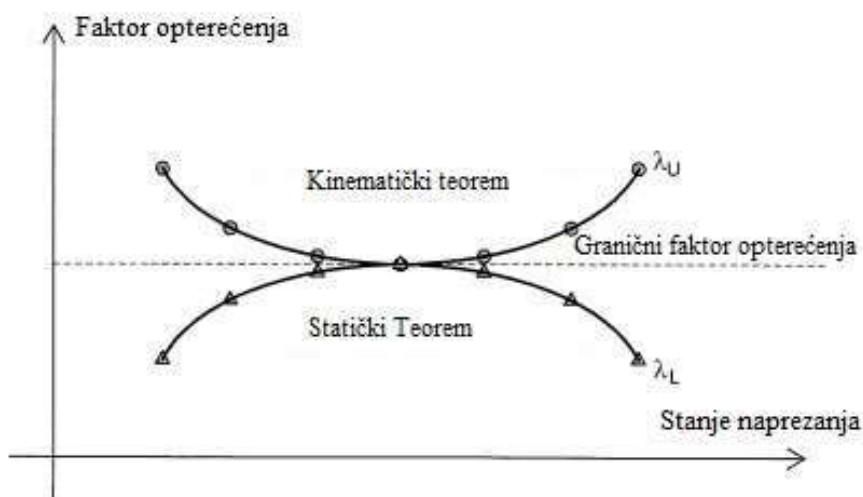 Faktor opterećenja
Kinematički teorem
λU
Granični faktor opterećenja
Statički Teorem
λL
Stanje naprezanja